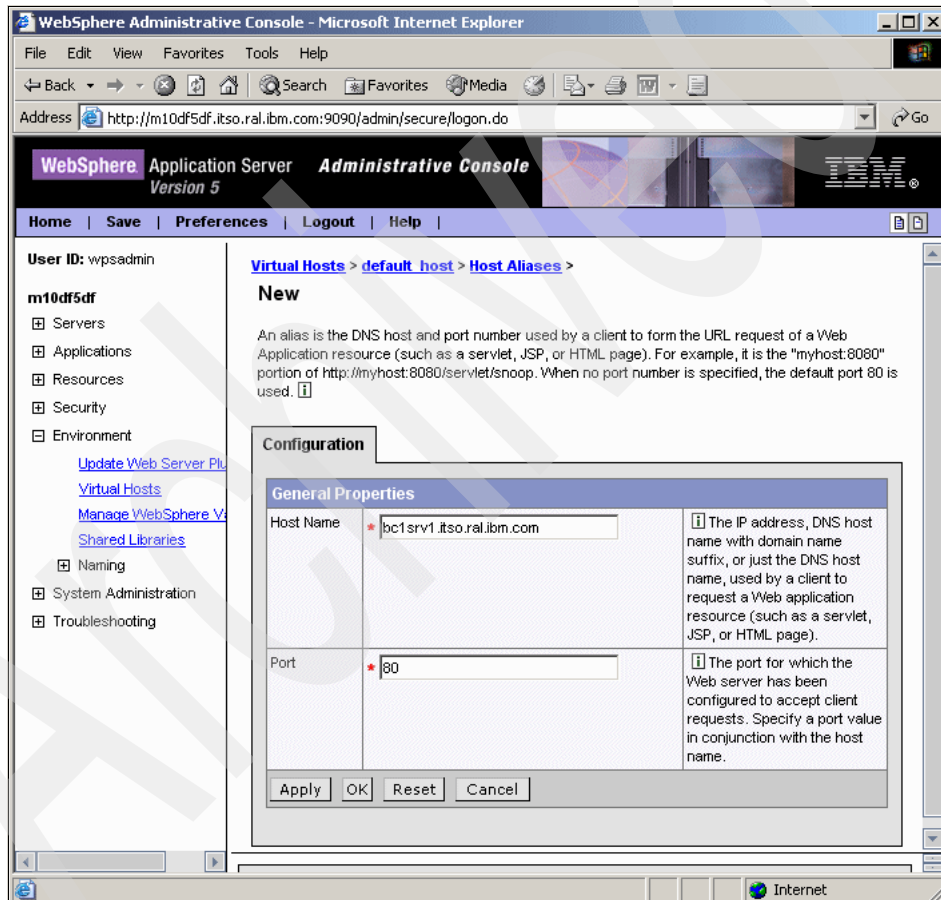 WebSphere Administrative Console - Microsoft Internet Explorer
File Edit View Favorites Tools Help
Back Search Favorites Media
Address http://m10df5df.itso.ral.ibm.com:9090/admin/secure/logon.do Go
WebSphere. Application Server Administrative Console
Version 5
IBM®
Home | Save | Preferences | Logout | Help |
User ID: wpsadmin
m10df5df
Servers
Applications
Resources
Security
Environment
Update Web Server Plu
Virtual Hosts
Manage WebSphere Va
Shared Libraries
Naming
System Administration
Troubleshooting
Virtual Hosts > default_host > Host Aliases >
New
An alias is the DNS host and port number used by a client to form the URL request of a Web
Application resource (such as a servlet, JSP, or HTML page). For example, it is the "myhost:8080"
portion of http://myhost:8080/servlet/snoop. When no port number is specified, the default port 80 is
used. i
Configuration
General Properties
Host Name * bc1srv1.itso.ral.ibm.com
i The IP address, DNS host
name with domain name
suffix, or just the DNS host
name, used by a client to
request a Web application
resource (such as a servlet,
JSP, or HTML page).
Port * 80
i The port for which the
Web server has been
configured to accept client
requests. Specify a port value
in conjunction with the host
name.
Apply OK Reset Cancel
Internet